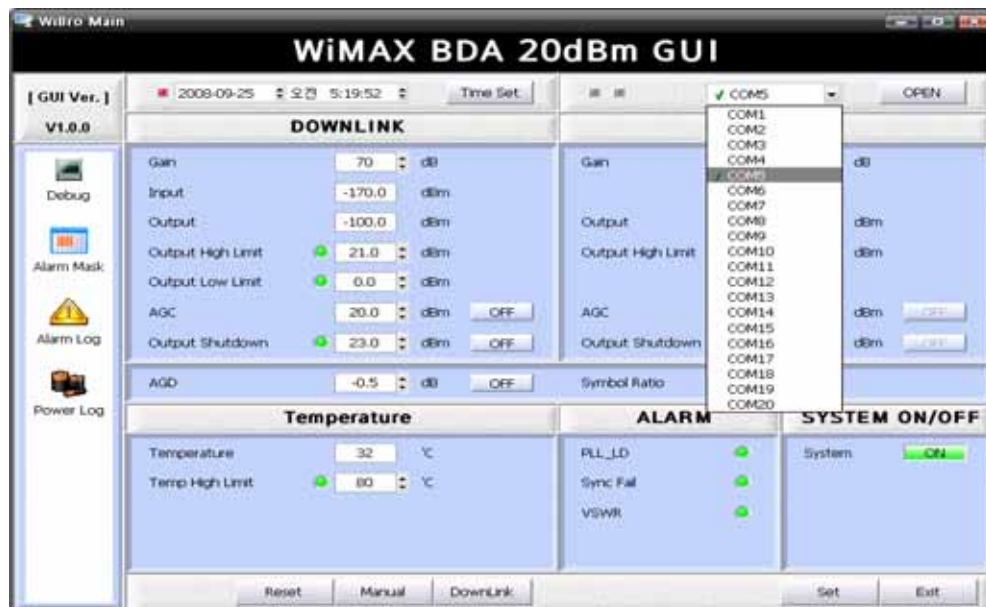 Willro Main
WiMAX BDA 20dBm GUI
[ GUI Ver. ]
V1.0.0
2008-09-25 오전 5:19:52 Time Set
COM5 OPEN
Debug
Alarm Mask
Alarm Log
Power Log
DOWNLINK
Gain 70 dB
Input -170.0 dBm
Output -100.0 dBm
Output High Limit 21.0 dBm
Output Low Limit 0.0 dBm
AGC 20.0 dBm OFF
Output Shutdown 23.0 dBm OFF
AGD -0.5 dB OFF
Gain dB
Output dBm
Output High Limit dBm
AGC dBm OFF
Output Shutdown dBm OFF
Symbol Ratio
COM1
COM2
COM3
COM4
COM5
COM6
COM7
COM8
COM9
COM10
COM11
COM12
COM13
COM14
COM15
COM16
COM17
COM18
COM19
COM20
Temperature
Temperature 32 °C
Temp High Limit 80 °C
ALARM
PLL_LD
Sync Fail
VSWR
SYSTEM ON/OFF
System ON
Reset Manual DownLink Set Exit